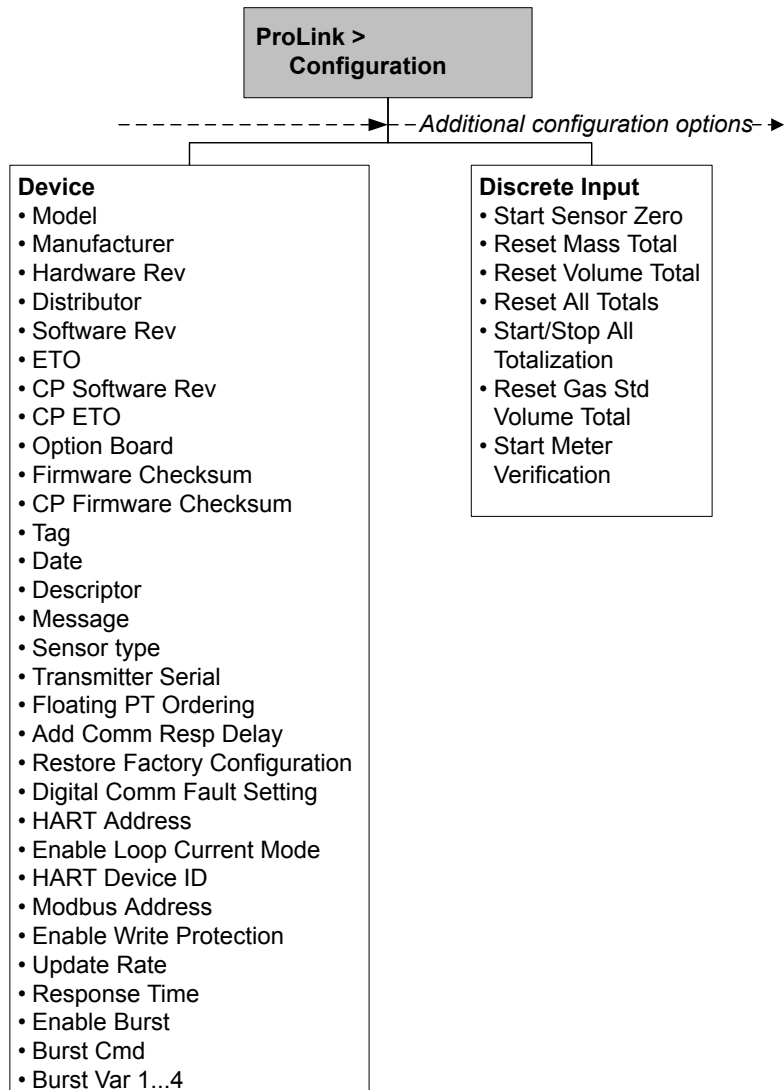 ProLink >
Configuration
Additional configuration options
Device
• Model
• Manufacturer
• Hardware Rev
• Distributor
• Software Rev
• ETO
• CP Software Rev
• CP ETO
• Option Board
• Firmware Checksum
• CP Firmware Checksum
• Tag
• Date
• Descriptor
• Message
• Sensor type
• Transmitter Serial
• Floating PT Ordering
• Add Comm Resp Delay
• Restore Factory Configuration
• Digital Comm Fault Setting
• HART Address
• Enable Loop Current Mode
• HART Device ID
• Modbus Address
• Enable Write Protection
• Update Rate
• Response Time
• Enable Burst
• Burst Cmd
• Burst Var 1...4
Discrete Input
• Start Sensor Zero
• Reset Mass Total
• Reset Volume Total
• Reset All Totals
• Start/Stop All
Totalization
• Reset Gas Std
Volume Total
• Start Meter
Verification